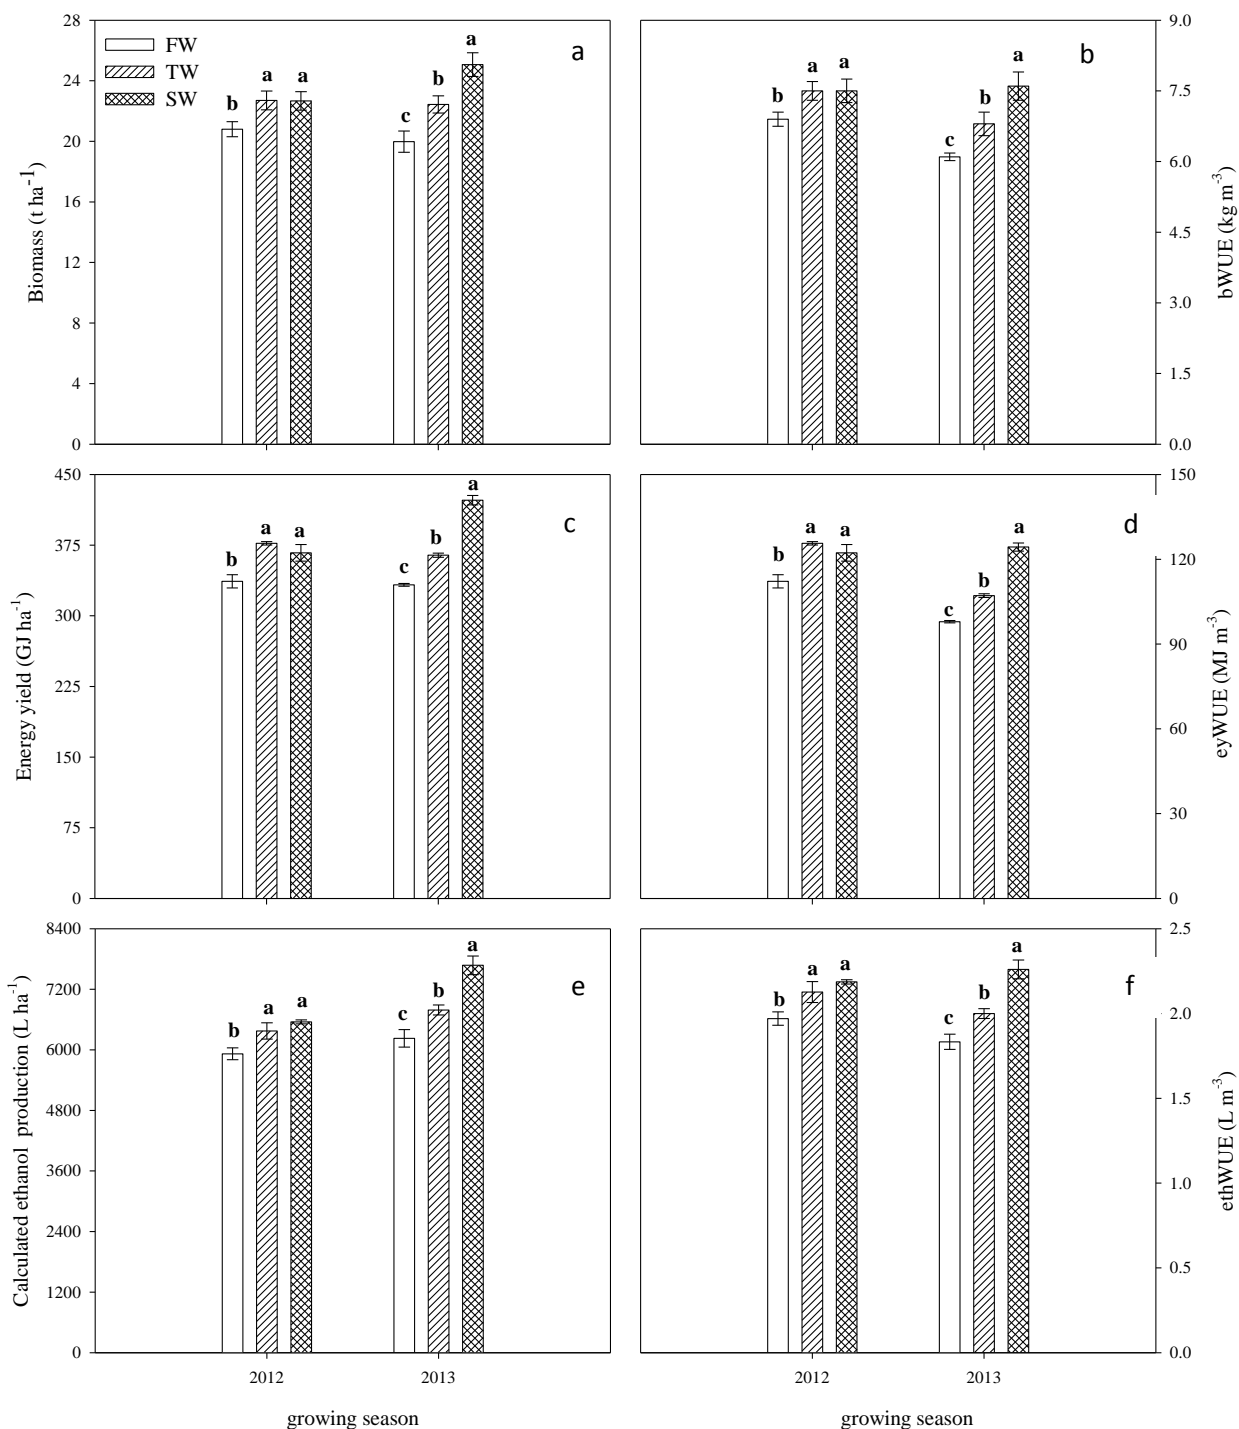 28
24
20
16
12
8
4
0
Biomass (t ha-1)
FW
TW
SW
a
b
a
a
c
b
a
b
b
a
a
c
b
a
9.0
7.5
6.0
4.5
3.0
1.5
0.0
bWUE (kg m-3)
450
375
300
225
150
75
0
Energy yield (GJ ha-1)
c
b
a
a
c
b
a
d
b
a
a
c
b
a
150
120
90
60
30
0
eyWUE (MJ m-3)
8400
7200
6000
4800
3600
2400
1200
0
Calculated ethanol production (L ha-1)
e
b
a
a
c
b
a
2012
2013
growing season
f
b
a
a
c
b
a
2.5
2.0
1.5
1.0
0.5
0.0
ethWUE (L m-3)
2012
2013
growing season